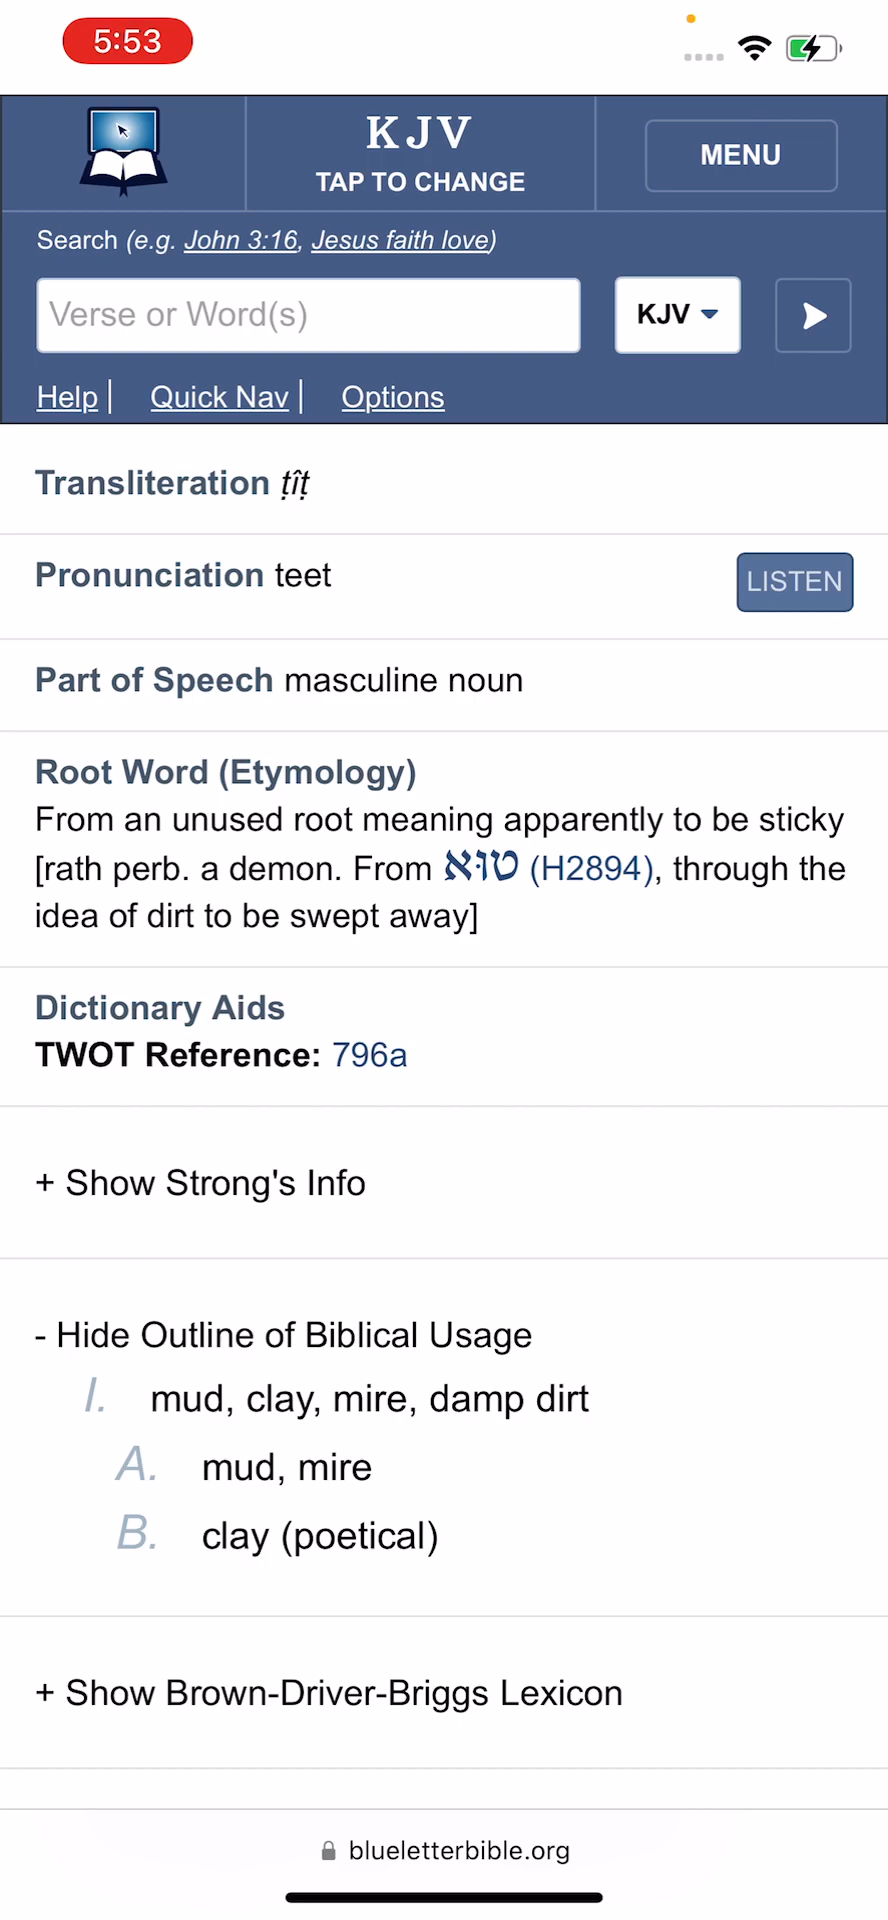 5:53
KJV
TAP TO CHANGE
MENU
Search (e.g. John 3:16, Jesus faith love)
Verse or Word(s)
KJV
Help | Quick Nav | Options
Transliteration ṭîṭ
Pronunciation teet
LISTEN
Part of Speech masculine noun
Root Word (Etymology)
From an unused root meaning apparently to be sticky
[rath perb. a demon. From טוּא (H2894), through the
idea of dirt to be swept away]
Dictionary Aids
TWOT Reference: 796a
+ Show Strong's Info
- Hide Outline of Biblical Usage
I. mud, clay, mire, damp dirt
A. mud, mire
B. clay (poetical)
+ Show Brown-Driver-Briggs Lexicon
blueletterbible.org